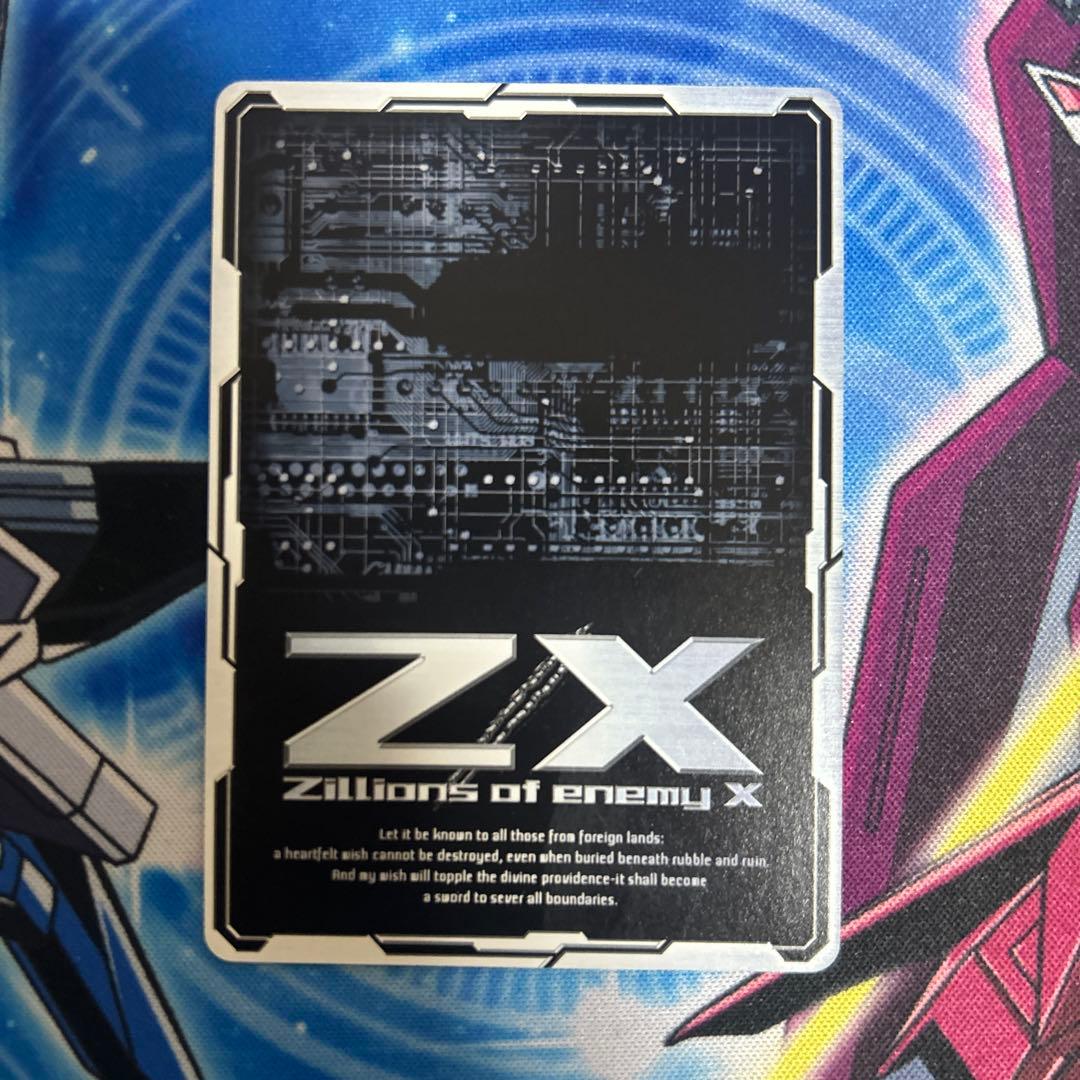 Z/X
Zillions of enemy X
Let it be known to all those from foreign lands:
a heartfelt wish cannot be destroyed, even when buried beneath rubble and ruin.
And my wish will topple the divine providence-it shall become
a sword to sever all boundaries.